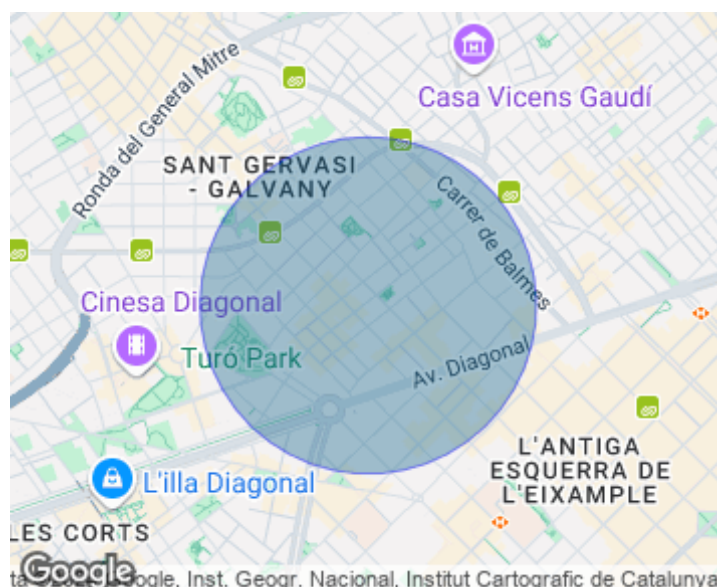 Ronda del General Mitre
Casa Vicens Gaudí
SANT GERVASI
- GALVANY
Carrer de Balmes
Cinesa Diagonal
Turó Park
Av. Diagonal
L'illa Diagonal
L'ANTIGA
ESQUERRA DE
L'EIXAMPLE
LES CORTS
Google
Google, Inst. Geogr. Nacional, Institut Cartografic de Catalunya